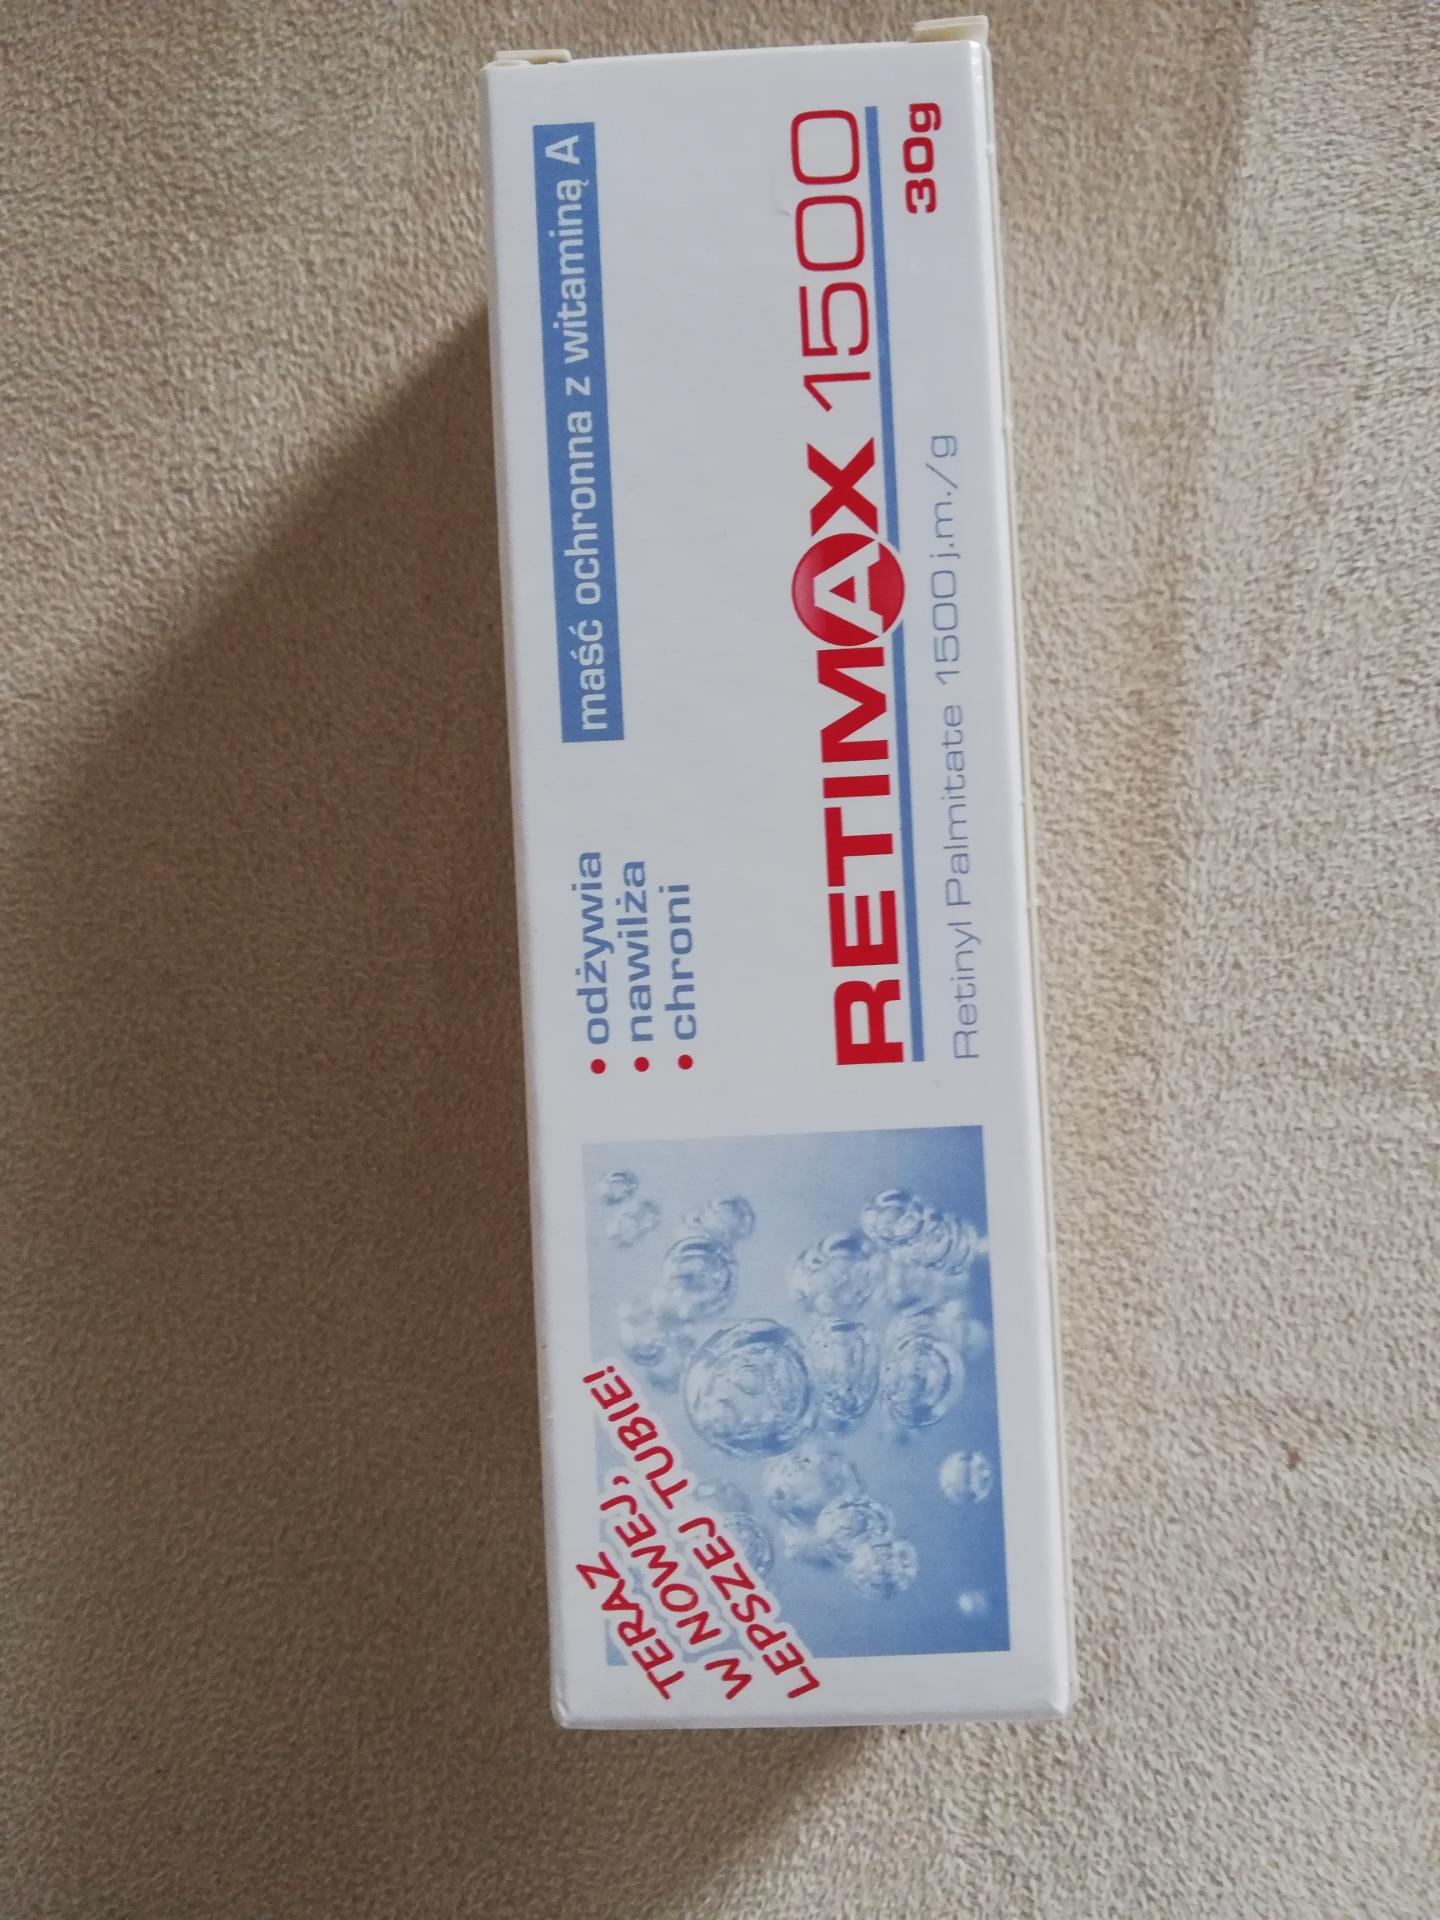 TERAZ
W NOWEJ,
LEPSZEJ TUBIE!
• odżywia
• nawilża
• chroni
maść ochronna z witaminą A
RETIMAX 1500
Retinyl Palmitate 1500 j.m./g
30g